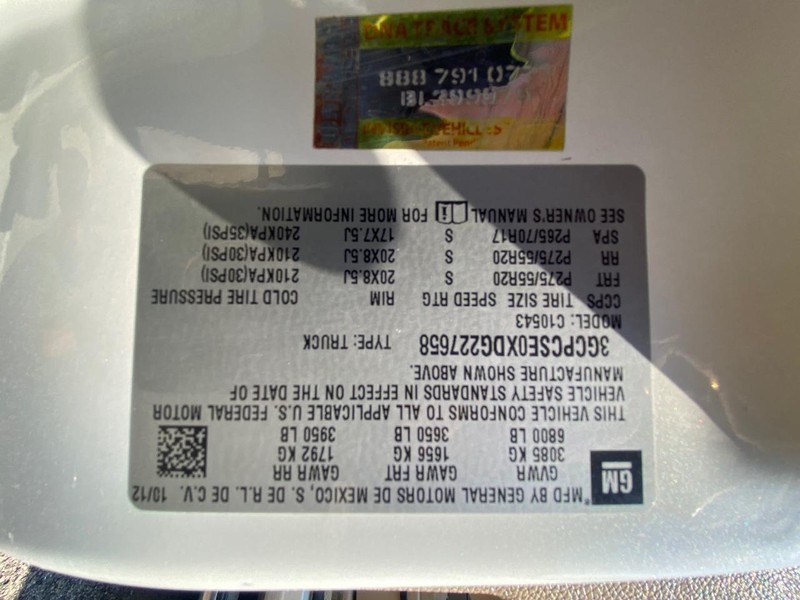 DNA TRACK SYSTEM
888 791 07
GM
MFD BY GENERAL MOTORS DE MEXICO, S. DE R.L. DE C.V. 10/12
GVWR GAWR FRT GAWR RR
3085 KG 1656 KG 1792 KG
6800 LB 3650 LB 3950 LB
THIS VEHICLE CONFORMS TO ALL APPLICABLE U.S. FEDERAL MOTOR
VEHICLE SAFETY STANDARDS IN EFFECT ON THE DATE OF
MANUFACTURE SHOWN ABOVE.
3GCPCSE0XDG227658 TYPE: TRUCK
MODEL: C10543
CCPS TIRE SIZE SPEED RTG RIM COLD TIRE PRESSURE
FRT P275/55R20 S 20X8.5J 210KPA(30PSI)
RR P275/55R20 S 20X8.5J 210KPA(30PSI)
SPA P265/70R17 S 17X7.5J 240KPA(35PSI)
SEE OWNER'S MANUAL FOR MORE INFORMATION.